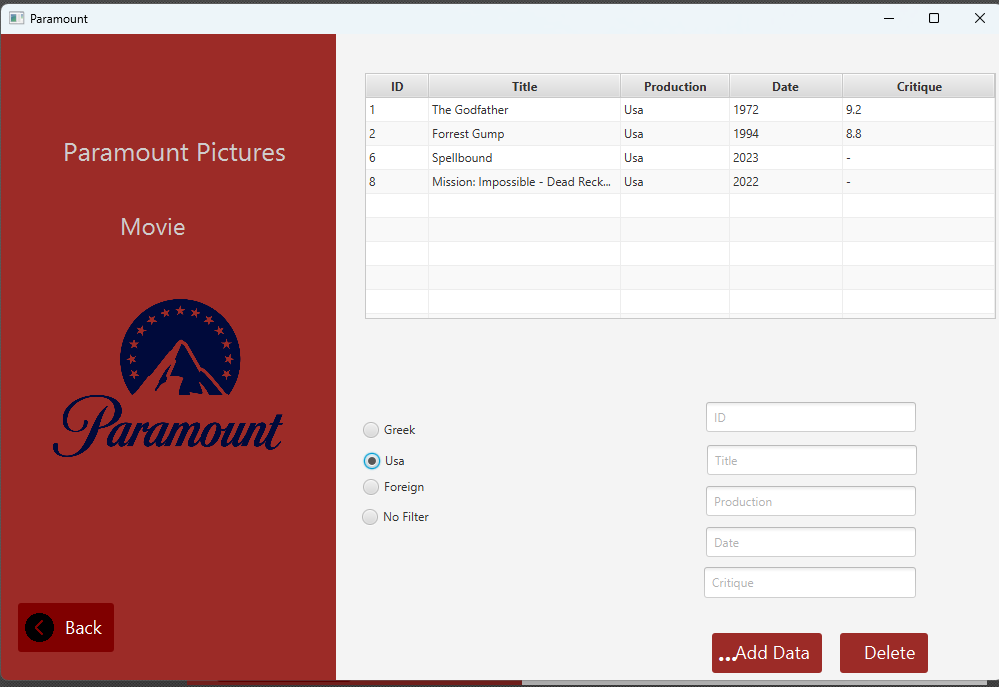 Paramount
Paramount Pictures
Movie
Paramount
Back
ID Title Production Date Critique
1 The Godfather Usa 1972 9.2
2 Forrest Gump Usa 1994 8.8
6 Spellbound Usa 2023 -
8 Mission: Impossible - Dead Reck... Usa 2022 -
Greek
Usa
Foreign
No Filter
ID
Title
Production
Date
Critique
...Add Data
Delete